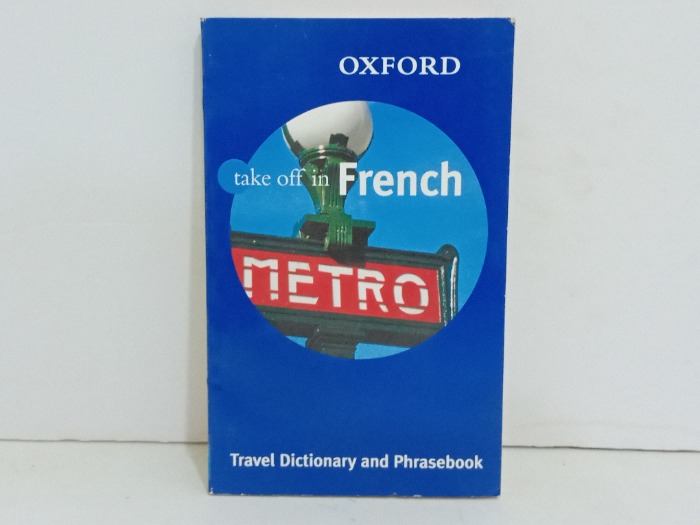 OXFORD
take off in French
METRO
Travel Dictionary and Phrasebook